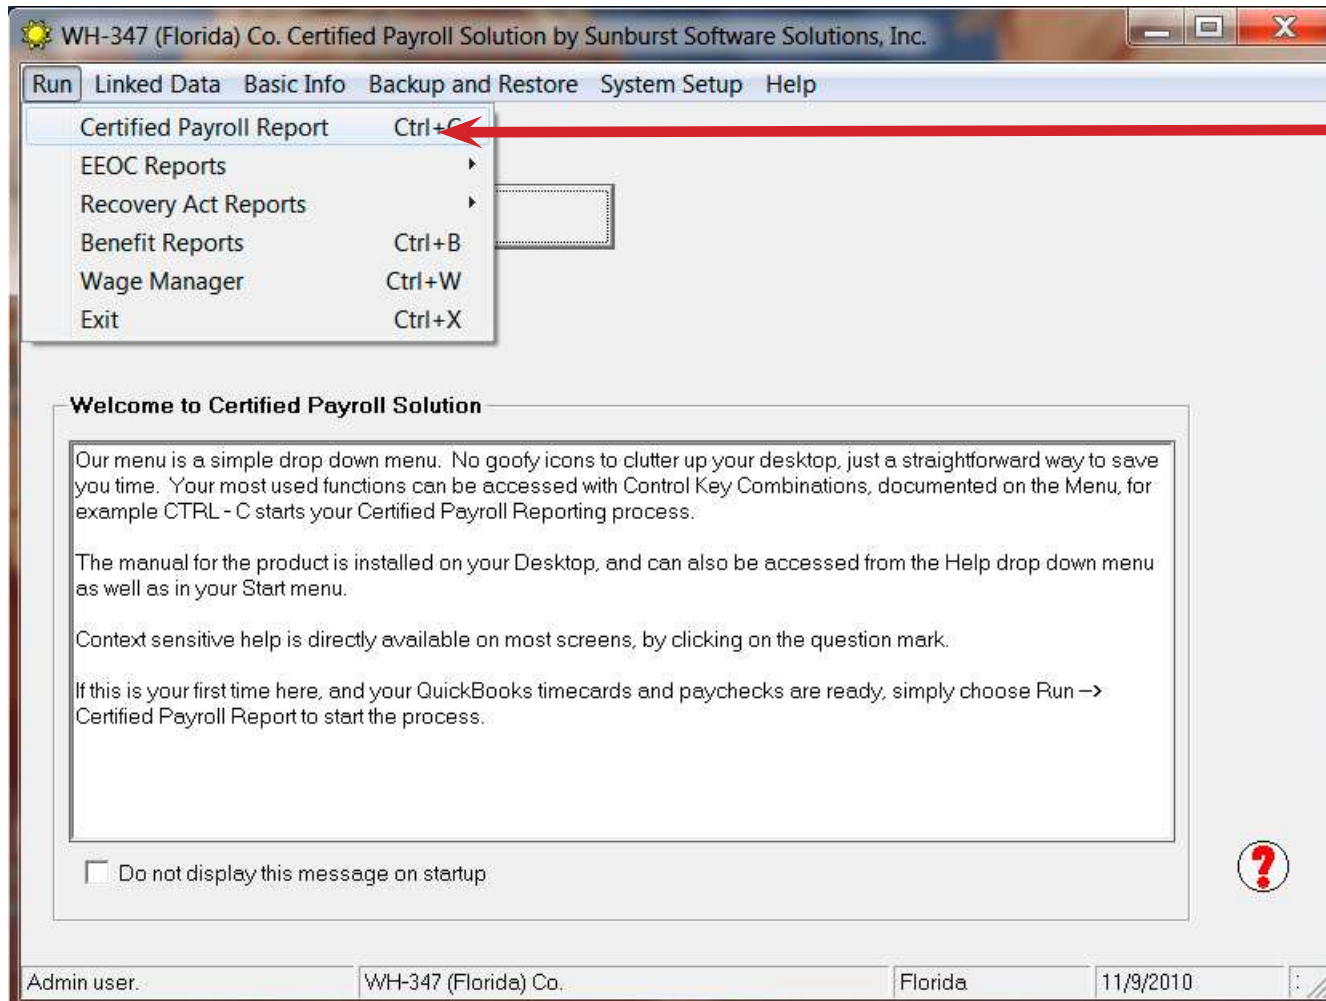 WH-347 (Florida) Co. Certified Payroll Solution by Sunburst Software Solutions, Inc.
Run Linked Data Basic Info Backup and Restore System Setup Help
Certified Payroll Report Ctrl+C
EEOC Reports
Recovery Act Reports
Benefit Reports Ctrl+B
Wage Manager Ctrl+W
Exit Ctrl+X
Welcome to Certified Payroll Solution
Our menu is a simple drop down menu. No goofy icons to clutter up your desktop, just a straightforward way to save
you time. Your most used functions can be accessed with Control Key Combinations, documented on the Menu, for
example CTRL - C starts your Certified Payroll Reporting process.
The manual for the product is installed on your Desktop, and can also be accessed from the Help drop down menu
as well as in your Start menu.
Context sensitive help is directly available on most screens, by clicking on the question mark.
If this is your first time here, and your QuickBooks timecards and paychecks are ready, simply choose Run -->
Certified Payroll Report to start the process.
Do not display this message on startup
?
Admin user. WH-347 (Florida) Co. Florida 11/9/2010